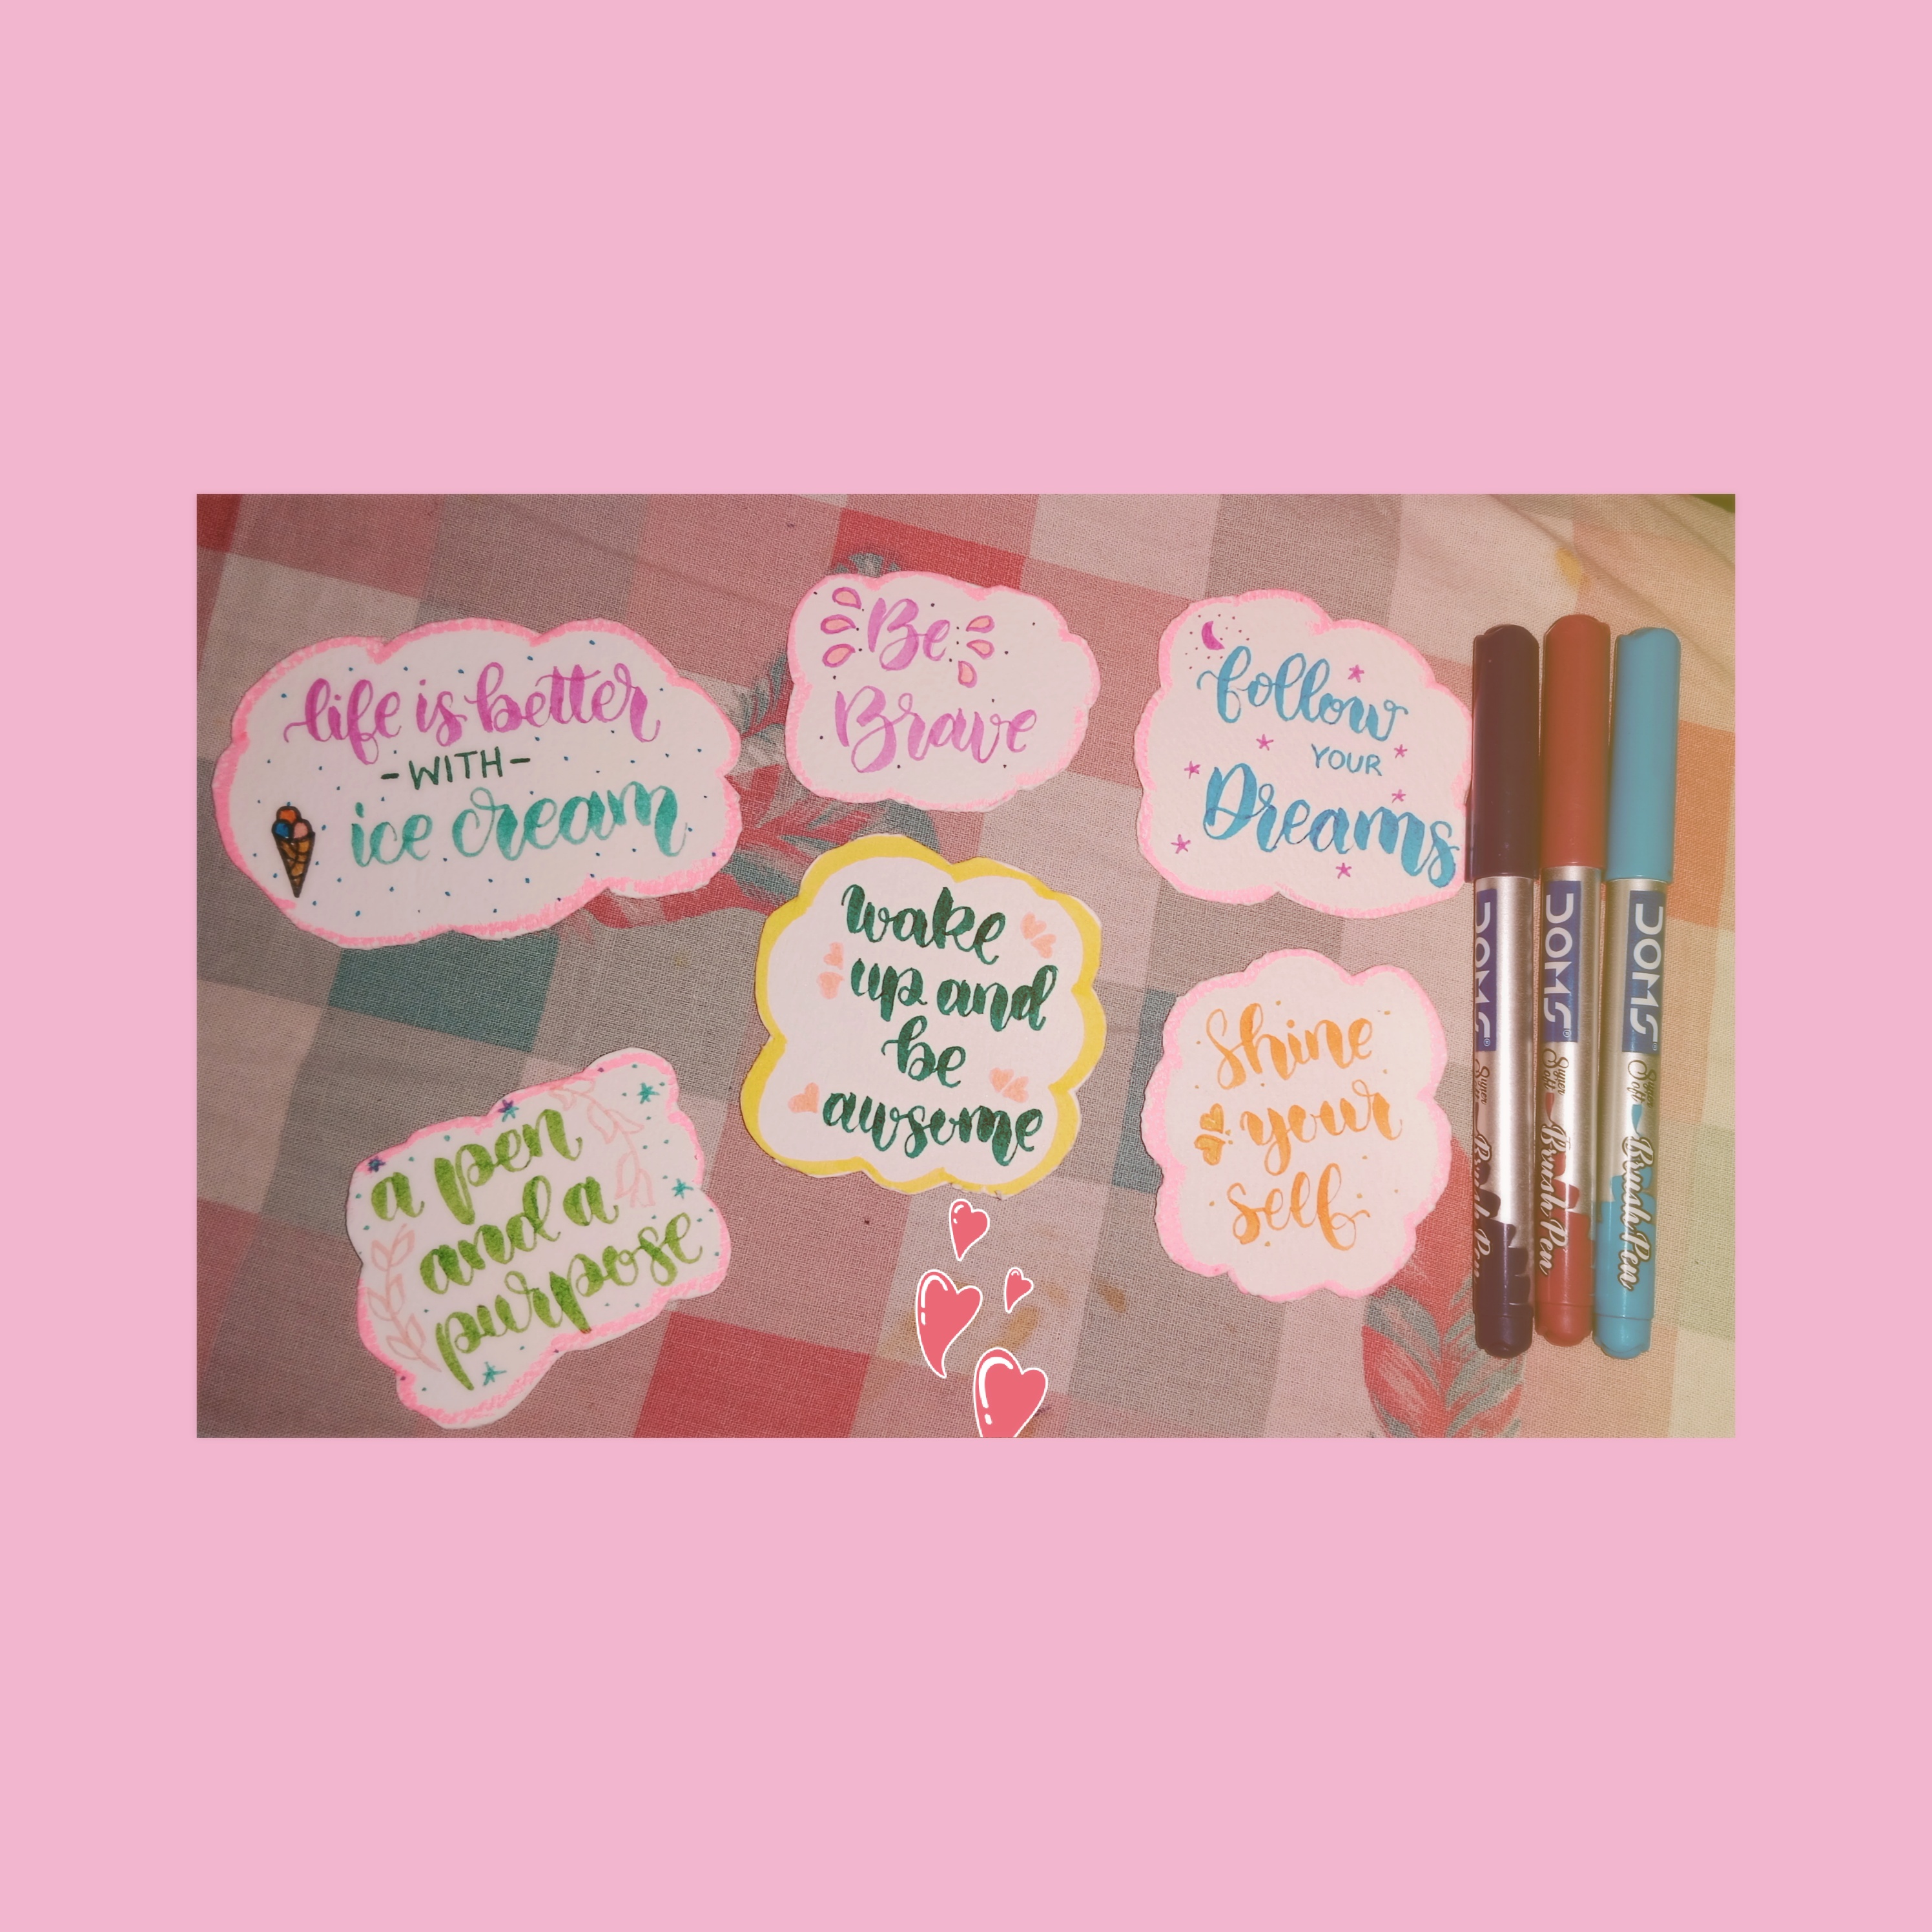 life is better
-WITH-
ice cream
Be
Brave
follow
YOUR
Dreams
wake
up and
be
awsome
a pen
and a
purpose
Shine
your
self
DOMS
Super
Soft
Brush Pen
DOMS
Super
Soft
Brush Pen
DOMS
Super
Soft
Brush Pen